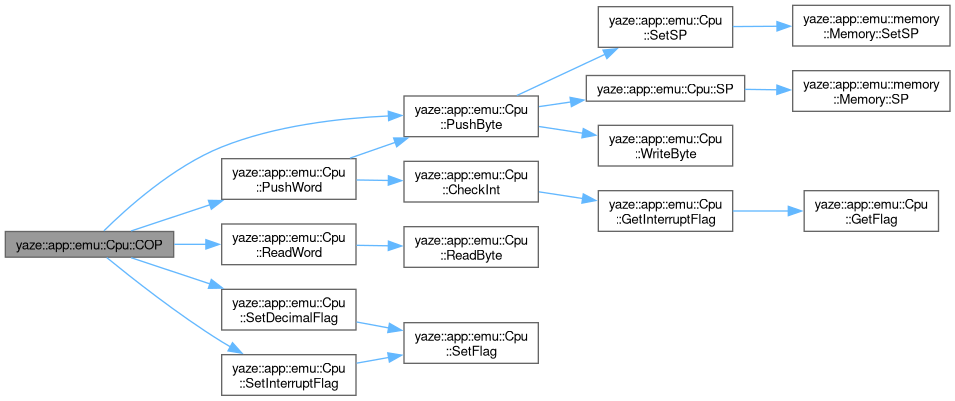 yaze::app::emu::Cpu::COP
yaze::app::emu::Cpu
::PushByte
yaze::app::emu::Cpu
::SetSP
yaze::app::emu::memory
::Memory::SetSP
yaze::app::emu::Cpu::SP
yaze::app::emu::memory
::Memory::SP
yaze::app::emu::Cpu
::WriteByte
yaze::app::emu::Cpu
::PushWord
yaze::app::emu::Cpu
::CheckInt
yaze::app::emu::Cpu
::GetInterruptFlag
yaze::app::emu::Cpu
::GetFlag
yaze::app::emu::Cpu
::ReadWord
yaze::app::emu::Cpu
::ReadByte
yaze::app::emu::Cpu
::SetDecimalFlag
yaze::app::emu::Cpu
::SetFlag
yaze::app::emu::Cpu
::SetInterruptFlag